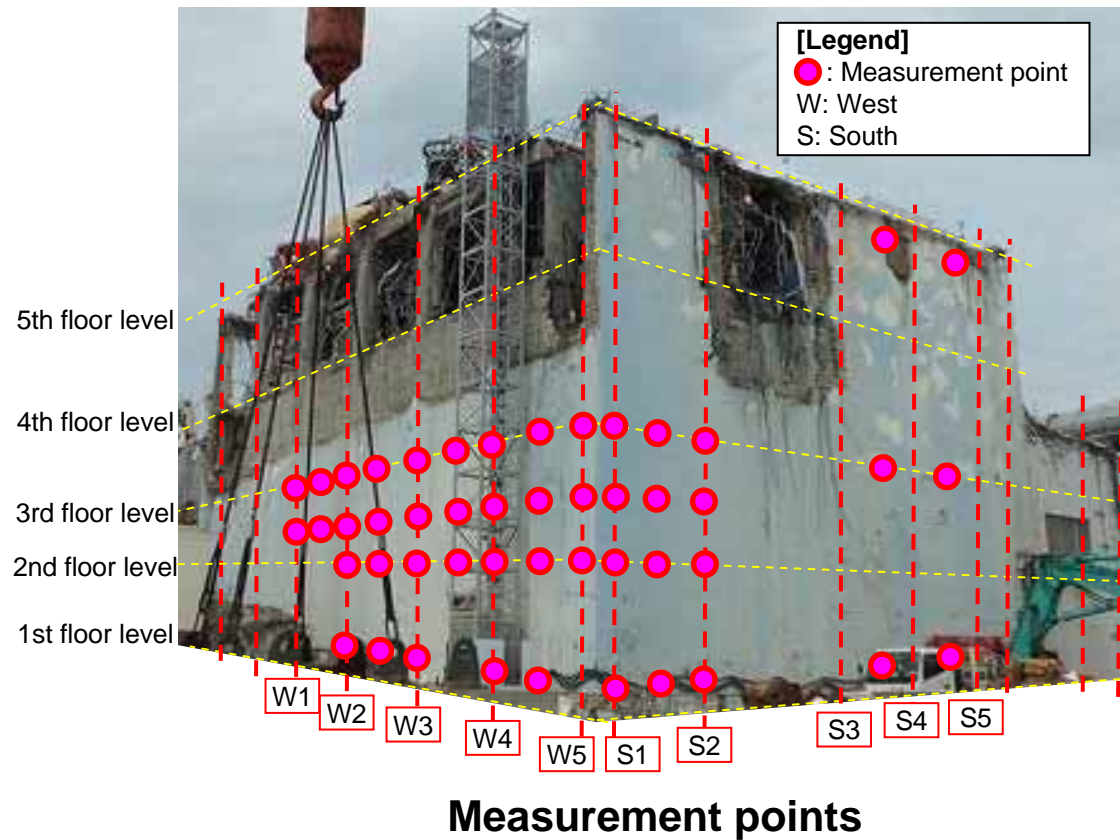 [Legend]
: Measurement point
W: West
S: South
5th floor level
4th floor level
3rd floor level
2nd floor level
1st floor level
W1
W2
W3
W4
W5
S1
S2
S3
S4
S5
Measurement points